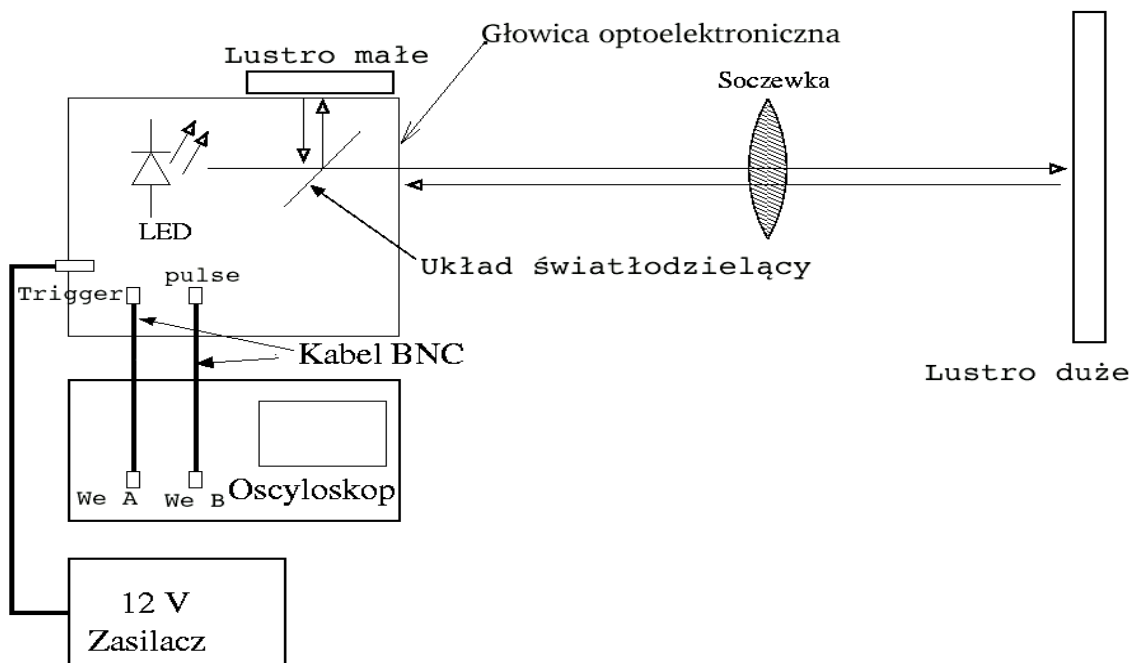 Głowica optoelektroniczna
Lustro małe
Soczewka
LED
Układ światłodzielący
pulse
Trigger
Kabel BNC
Lustro duże
We A We B Oscyloskop
12 V
Zasilacz